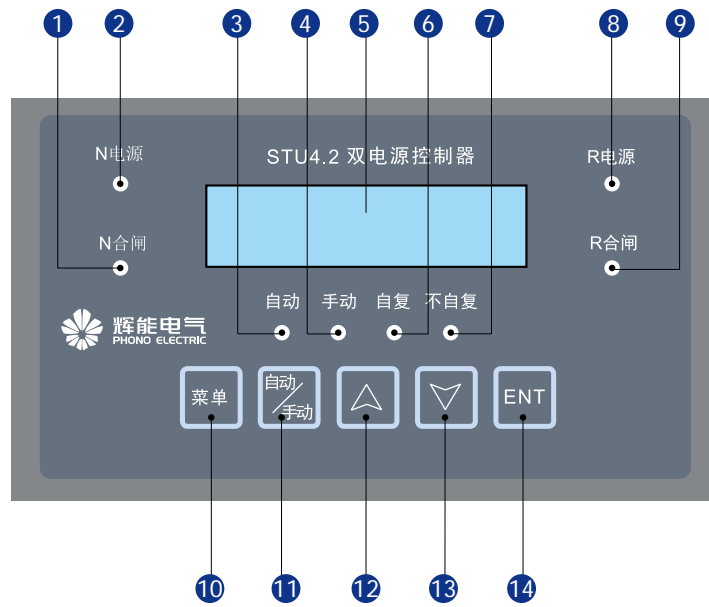 1 2 3 4 5 6 7 8 9
N电源 STU4.2 双电源控制器 R电源
N合闸 R合闸
自动 手动 自复 不自复
辉能电气
PHONO ELECTRIC
菜单 自动/手动 ENT
10 11 12 13 14